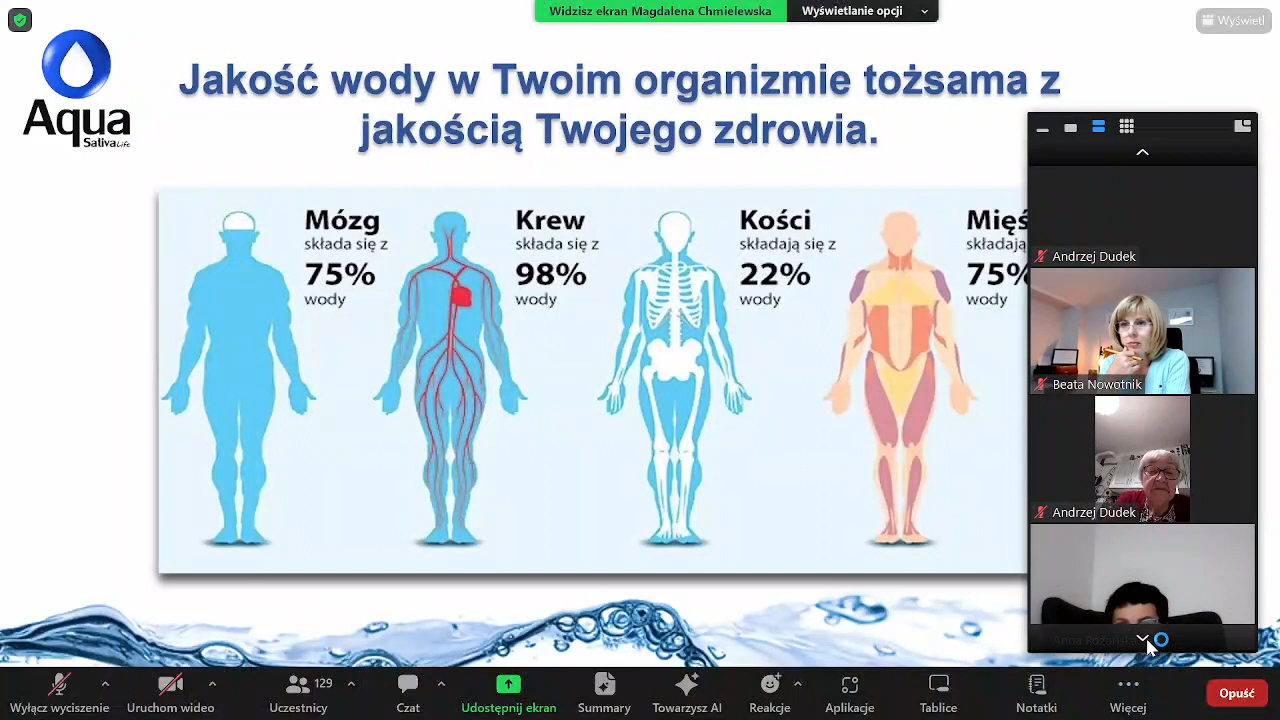 Widzisz ekran Magdalena Chmielewska
Wyświetlanie opcji
Wyświetl
Aqua
SativaLife
Jakość wody w Twoim organizmie tożsama z
jakością Twojego zdrowia.
Mózg
składa się z
75%
wody
Krew
składa się z
98%
wody
Kości
składają się z
22%
wody
Mięś
składają
75%
wody
Andrzej Dudek
Beata Nowotnik
Andrzej Dudek
Wyłącz wyciszenie
Uruchom wideo
129
Uczestnicy
Czat
Udostępnij ekran
Summary
Towarzysz AI
Reakcje
Aplikacje
Tablice
Notatki
Więcej
Opuść